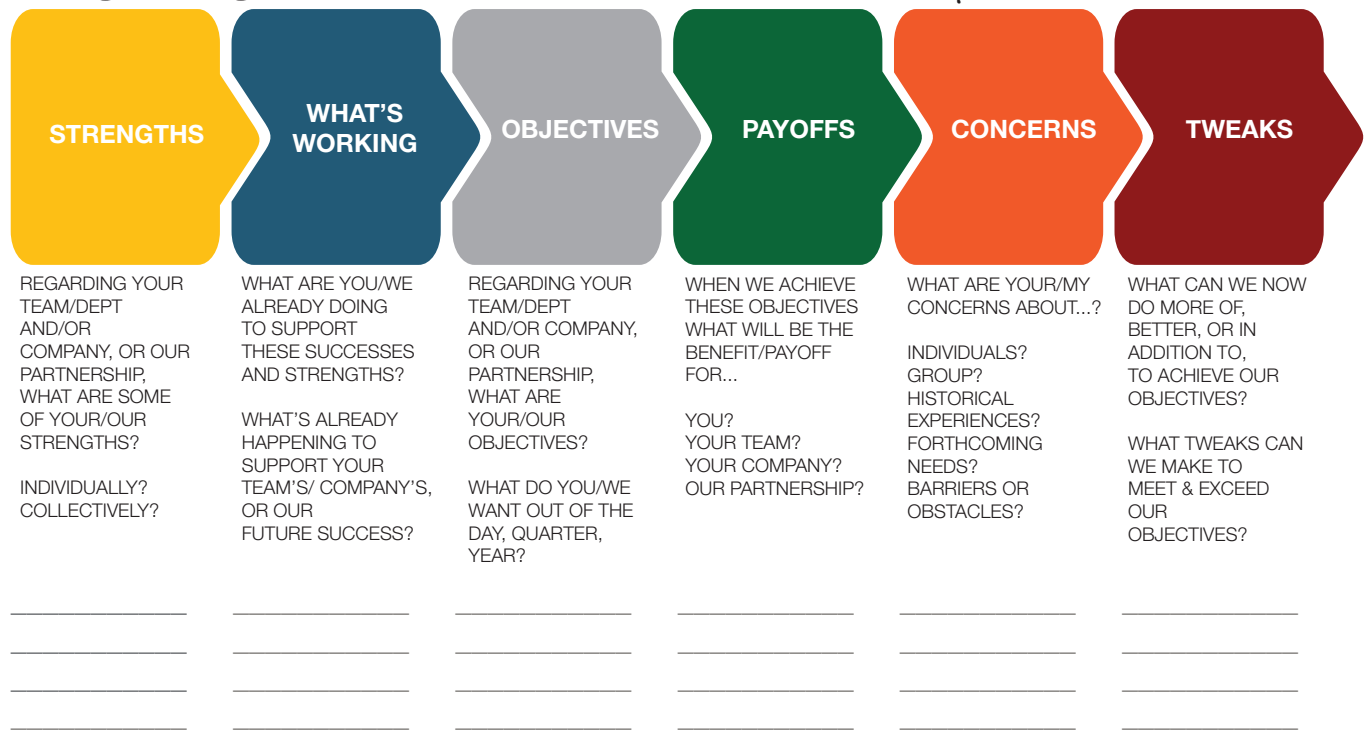 STRENGTHS
WHAT'S
WORKING
OBJECTIVES
PAYOFFS
CONCERNS
TWEAKS
REGARDING YOUR
TEAM/DEPT
AND/OR
COMPANY, OR OUR
PARTNERSHIP,
WHAT ARE SOME
OF YOUR/OUR
STRENGTHS?
INDIVIDUALLY?
COLLECTIVELY?
WHAT ARE YOU/WE
ALREADY DOING
TO SUPPORT
THESE SUCCESSES
AND STRENGTHS?
WHAT'S ALREADY
HAPPENING TO
SUPPORT YOUR
TEAM'S/ COMPANY'S,
OR OUR
FUTURE SUCCESS?
REGARDING YOUR
TEAM/DEPT
AND/OR COMPANY,
OR OUR
PARTNERSHIP,
WHAT ARE
YOUR/OUR
OBJECTIVES?
WHAT DO YOU/WE
WANT OUT OF THE
DAY, QUARTER,
YEAR?
WHEN WE ACHIEVE
THESE OBJECTIVES
WHAT WILL BE THE
BENEFIT/PAYOFF
FOR...
YOU?
YOUR TEAM?
YOUR COMPANY?
OUR PARTNERSHIP?
WHAT ARE YOUR/MY
CONCERNS ABOUT...?
INDIVIDUALS?
GROUP?
HISTORICAL
EXPERIENCES?
FORTHCOMING
NEEDS?
BARRIERS OR
OBSTACLES?
WHAT CAN WE NOW
DO MORE OF,
BETTER, OR IN
ADDITION TO,
TO ACHIEVE OUR
OBJECTIVES?
WHAT TWEAKS CAN
WE MAKE TO
MEET & EXCEED
OUR
OBJECTIVES?